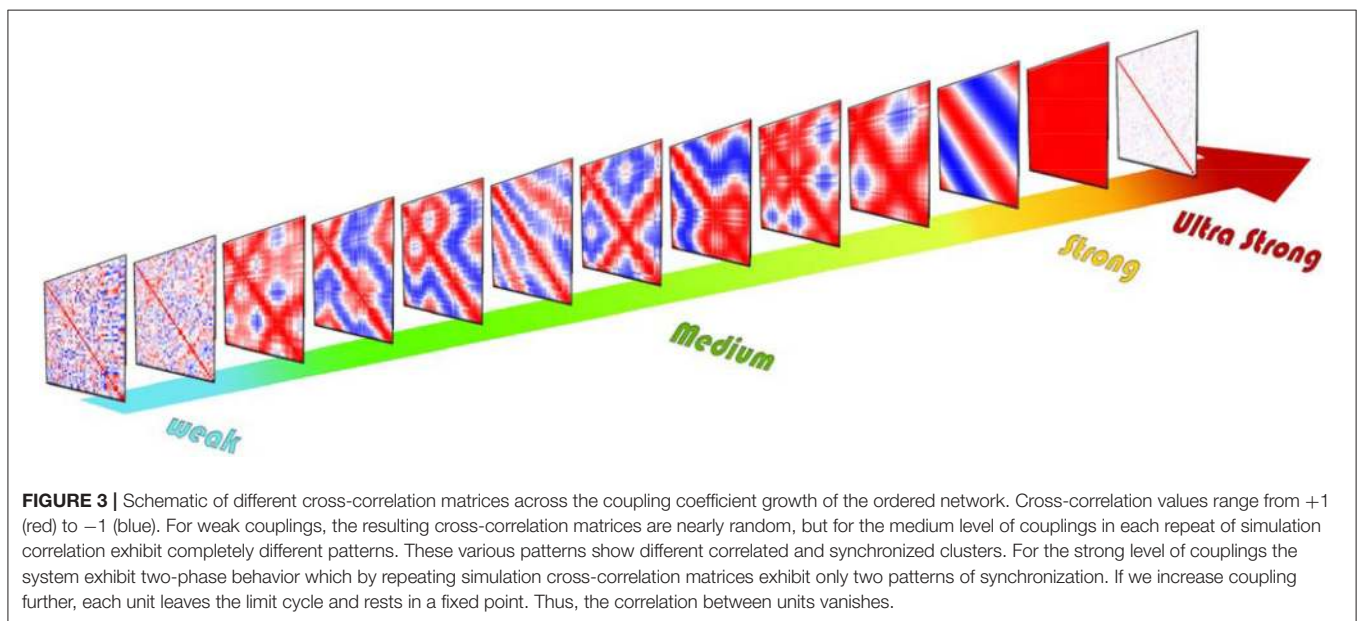 Ultra Strong
Strong
Medium
weak
FIGURE 3 | Schematic of different cross-correlation matrices across the coupling coefficient growth of the ordered network. Cross-correlation values range from +1
(red) to −1 (blue). For weak couplings, the resulting cross-correlation matrices are nearly random, but for the medium level of couplings in each repeat of simulation
correlation exhibit completely different patterns. These various patterns show different correlated and synchronized clusters. For the strong level of couplings the
system exhibit two-phase behavior which by repeating simulation cross-correlation matrices exhibit only two patterns of synchronization. If we increase coupling
further, each unit leaves the limit cycle and rests in a fixed point. Thus, the correlation between units vanishes.